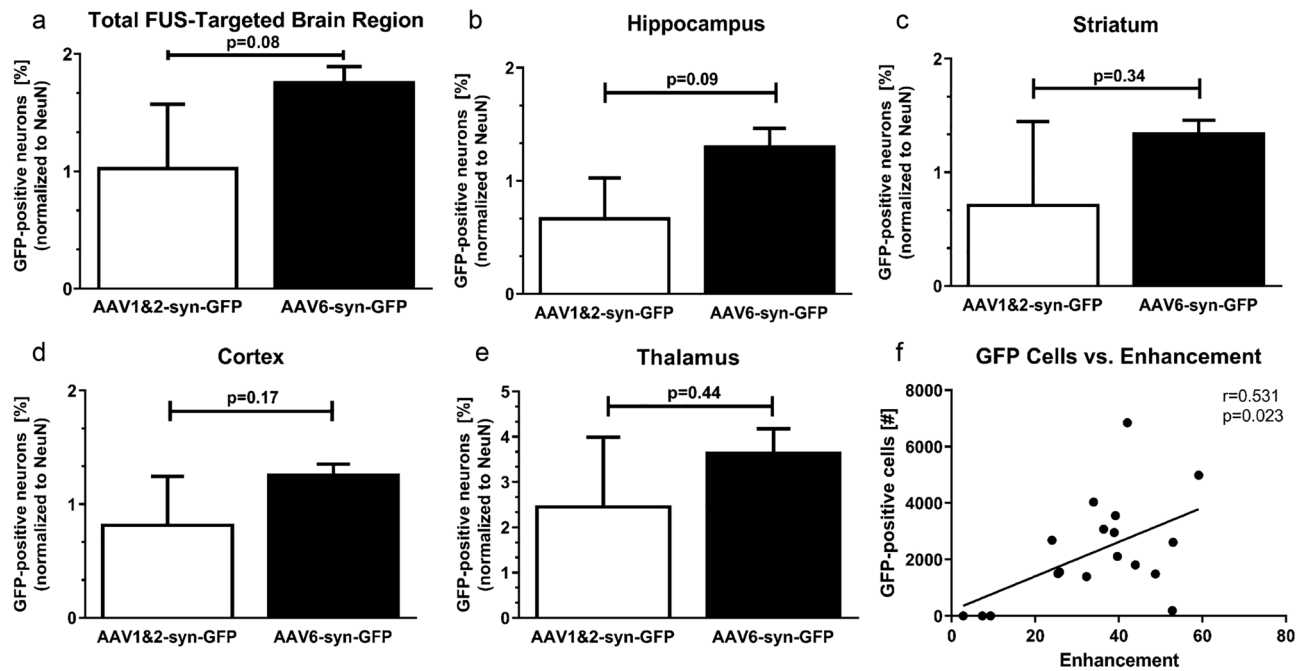 a
Total FUS-Targeted Brain Region
GFP-positive neurons [%]
(normalized to NeuN)
2
1
0
p=0.08
AAV1&2-syn-GFP
AAV6-syn-GFP
b
Hippocampus
GFP-positive neurons [%]
(normalized to NeuN)
2
1
0
p=0.09
AAV1&2-syn-GFP
AAV6-syn-GFP
c
Striatum
GFP-positive neurons [%]
(normalized to NeuN)
2
1
0
p=0.34
AAV1&2-syn-GFP
AAV6-syn-GFP
d
Cortex
GFP-positive neurons [%]
(normalized to NeuN)
2
1
0
p=0.17
AAV1&2-syn-GFP
AAV6-syn-GFP
e
Thalamus
GFP-positive neurons [%]
(normalized to NeuN)
5
4
3
2
1
0
p=0.44
AAV1&2-syn-GFP
AAV6-syn-GFP
f
GFP Cells vs. Enhancement
GFP-positive cells [#]
8000
6000
4000
2000
0
r=0.531
p=0.023
0 20 40 60 80
Enhancement